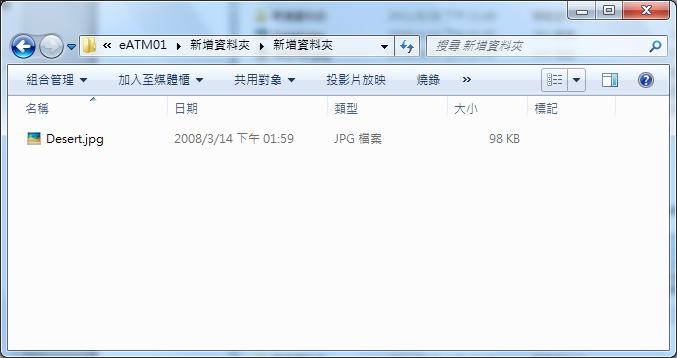 « eATM01 ▸ 新增資料夾 ▸ 新增資料夾
搜尋 新增資料夾
組合管理 加入至媒體櫃 共用對象 投影片放映 燒錄 »
名稱 日期 類型 大小 標記
Desert.jpg 2008/3/14 下午 01:59 JPG 檔案 98 KB